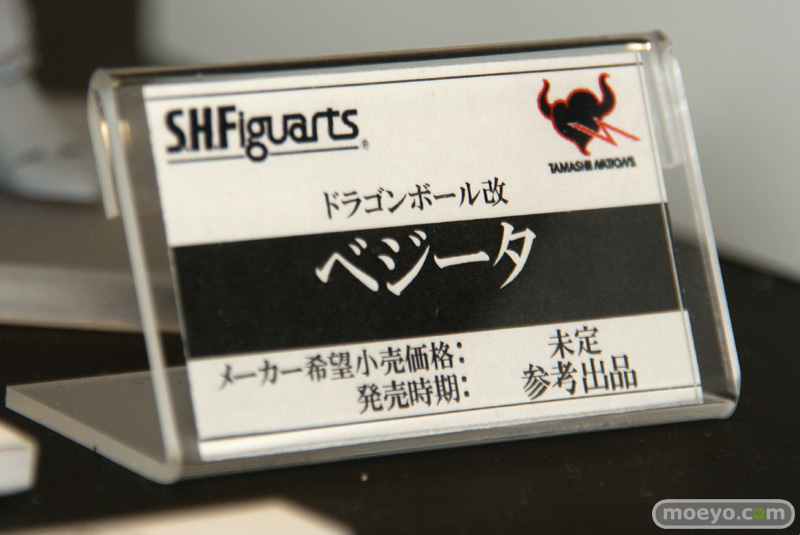 S.H.Figuarts®
TAMASHII NATIONS
ドラゴンボール改
ベジータ
メーカー希望小売価格： 未定
発売時期： 参考出品
moeyo.com